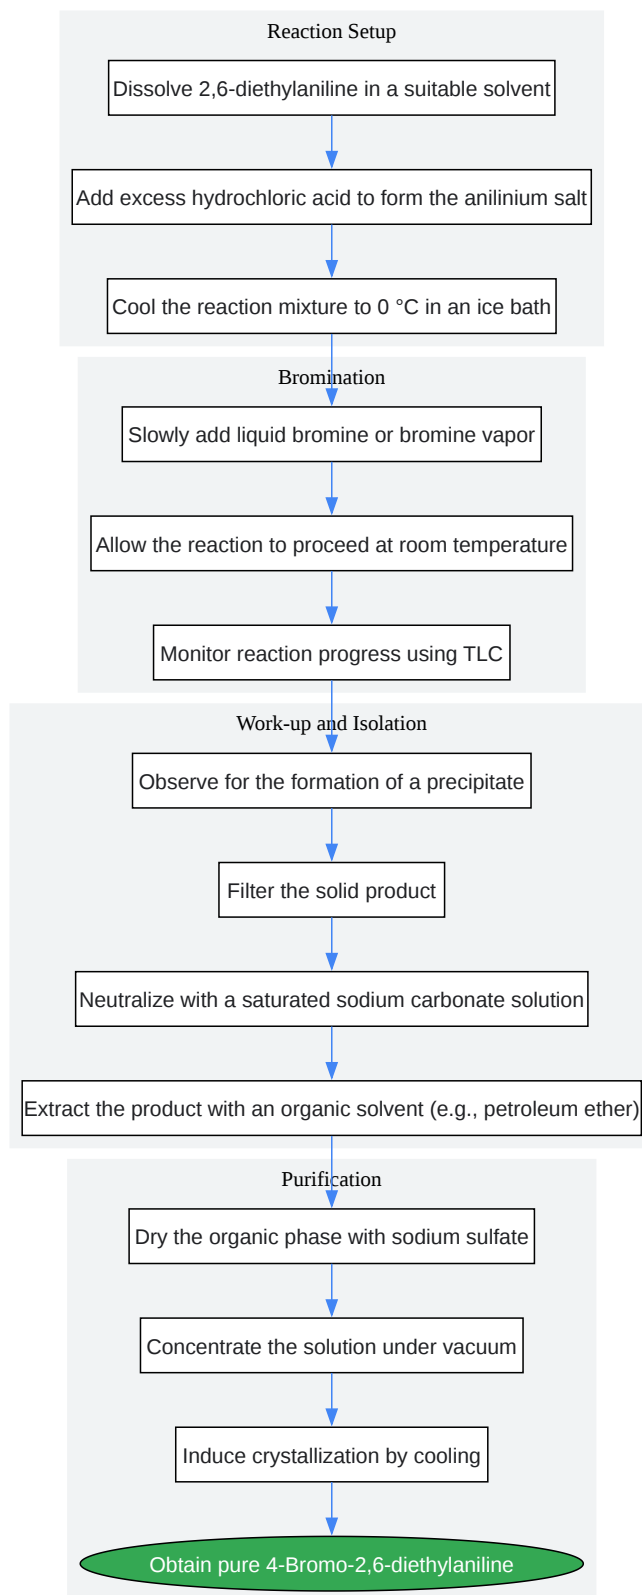 Reaction Setup
Dissolve 2,6-diethylaniline in a suitable solvent
Add excess hydrochloric acid to form the anilinium salt
Cool the reaction mixture to 0 °C in an ice bath
Bromination
Slowly add liquid bromine or bromine vapor
Allow the reaction to proceed at room temperature
Monitor reaction progress using TLC
Work-up and Isolation
Observe for the formation of a precipitate
Filter the solid product
Neutralize with a saturated sodium carbonate solution
Extract the product with an organic solvent (e.g., petroleum ether)
Purification
Dry the organic phase with sodium sulfate
Concentrate the solution under vacuum
Induce crystallization by cooling
Obtain pure 4-Bromo-2,6-diethylaniline